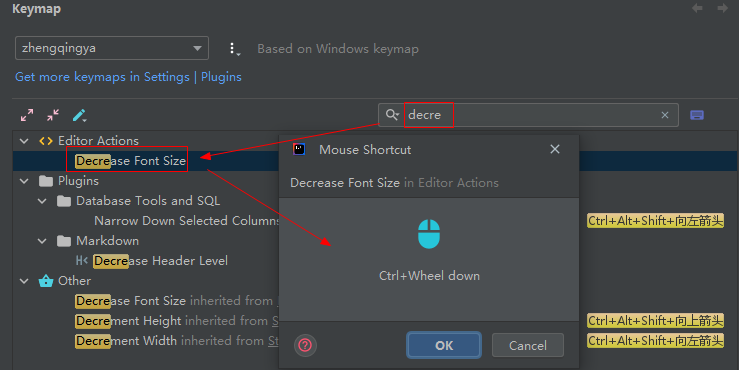 Keymap
zhengqingya
Based on Windows keymap
Get more keymaps in Settings | Plugins
decre
Editor Actions
Decrease Font Size
Plugins
Database Tools and SQL
Narrow Down Selected Columns
Ctrl+Alt+Shift+向左箭头
Markdown
Decrease Header Level
Other
Decrease Font Size inherited from
Decrement Height inherited from S
Ctrl+Alt+Shift+向上箭头
Decrement Width inherited from St
Ctrl+Alt+Shift+向左箭头
Mouse Shortcut
Decrease Font Size in Editor Actions
Ctrl+Wheel down
OK
Cancel